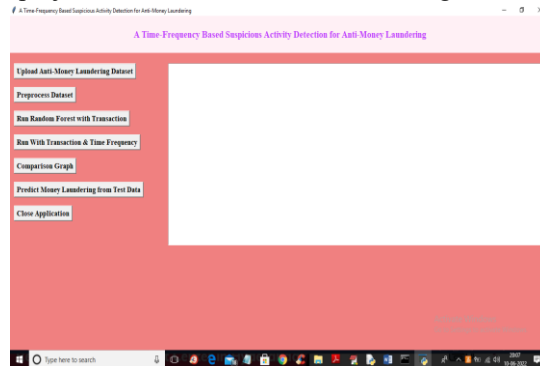 A Time-Frequency Based Suspicious Activity Detection for Anti-Money Laundering
A Time-Frequency Based Suspicious Activity Detection for Anti-Money Laundering
Upload Anti-Money Laundering Dataset
Preprocess Dataset
Run Random Forest with Transaction
Run With Transaction & Time Frequency
Comparison Graph
Predict Money Laundering from Test Data
Close Application
Type here to search
20:07